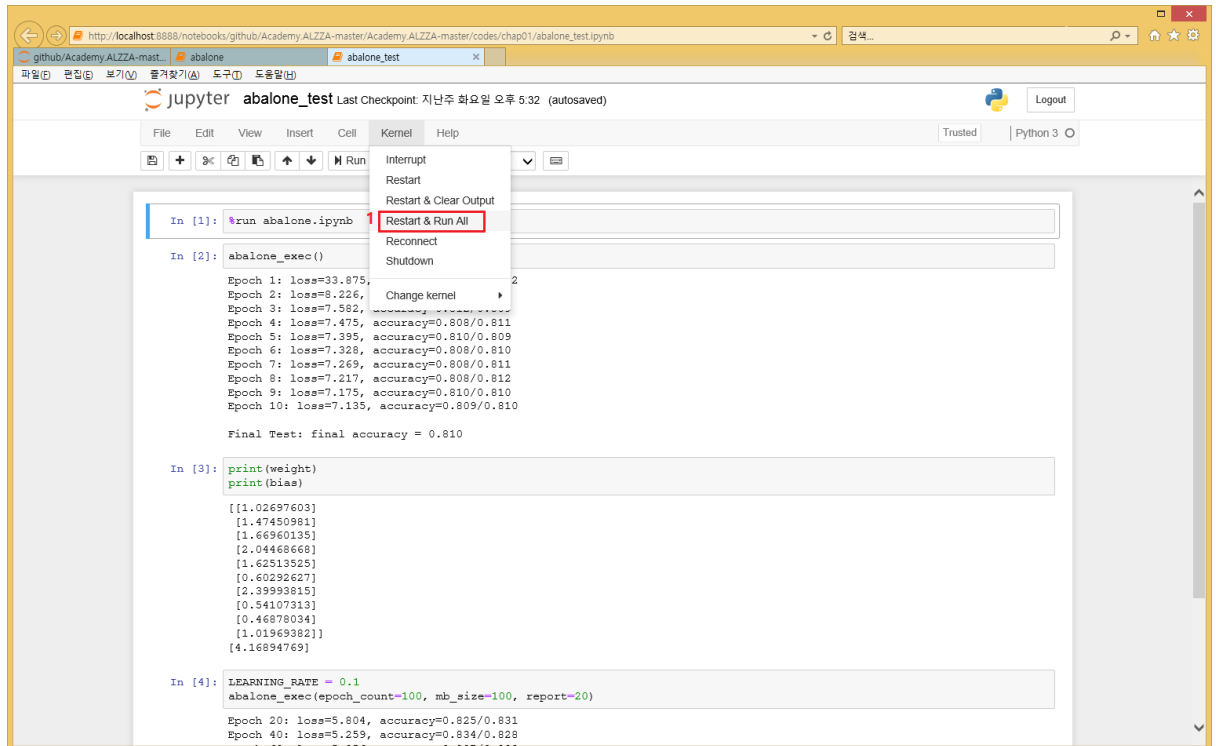 http://localhost:8888/notebooks/github/Academy.ALZZA-master/Academy.ALZZA-master/codes/chap01/abalone_test.ipynb 검색...
github/Academy.ALZZA-mast... abalone abalone_test
파일(F) 편집(E) 보기(V) 즐겨찾기(A) 도구(T) 도움말(H)
jupyter abalone_test Last Checkpoint: 지난주 화요일 오후 5:32 (autosaved) Logout
File Edit View Insert Cell Kernel Help Trusted Python 3
Run
Interrupt
Restart
Restart & Clear Output
1 Restart & Run All
Reconnect
Shutdown
Change kernel
In [1]: %run abalone.ipynb
In [2]: abalone_exec()
Epoch 1: loss=33.875, 2
Epoch 2: loss=8.226,
Epoch 3: loss=7.582,
Epoch 4: loss=7.475, accuracy=0.808/0.811
Epoch 5: loss=7.395, accuracy=0.810/0.809
Epoch 6: loss=7.328, accuracy=0.808/0.810
Epoch 7: loss=7.269, accuracy=0.808/0.811
Epoch 8: loss=7.217, accuracy=0.808/0.812
Epoch 9: loss=7.175, accuracy=0.810/0.810
Epoch 10: loss=7.135, accuracy=0.809/0.810
Final Test: final accuracy = 0.810
In [3]: print(weight)
print(bias)
[[1.02697603]
[1.47450981]
[1.66960135]
[2.04468668]
[1.62513525]
[0.60292627]
[2.39993815]
[0.54107313]
[0.46878034]
[1.01969382]]
[4.16894769]
In [4]: LEARNING_RATE = 0.1
abalone_exec(epoch_count=100, mb_size=100, report=20)
Epoch 20: loss=5.804, accuracy=0.825/0.831
Epoch 40: loss=5.259, accuracy=0.834/0.828